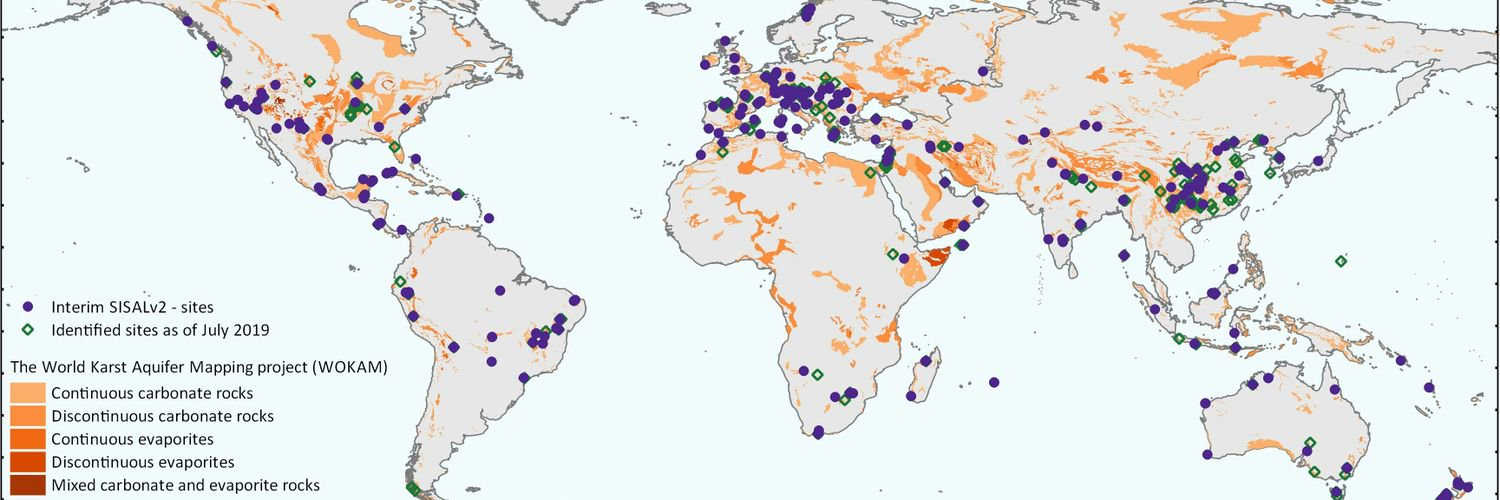 Interim SISALv2 - sites
Identified sites as of July 2019
The World Karst Aquifer Mapping project (WOKAM)
Continuous carbonate rocks
Discontinuous carbonate rocks
Continuous evaporites
Discontinuous evaporites
Mixed carbonate and evaporite rocks